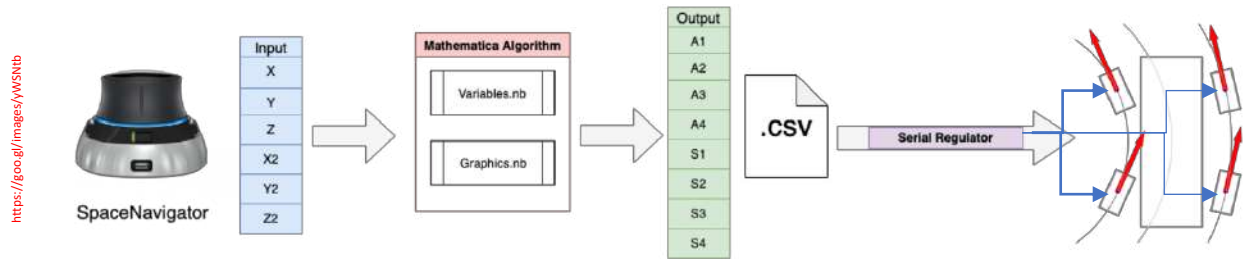 https://goo.gl/images/yWSNtb
SpaceNavigator
Input
X
Y
Z
X2
Y2
Z2
Mathematica Algorithm
Variables.nb
Graphics.nb
Output
A1
A2
A3
A4
S1
S2
S3
S4
.CSV
Serial Regulator